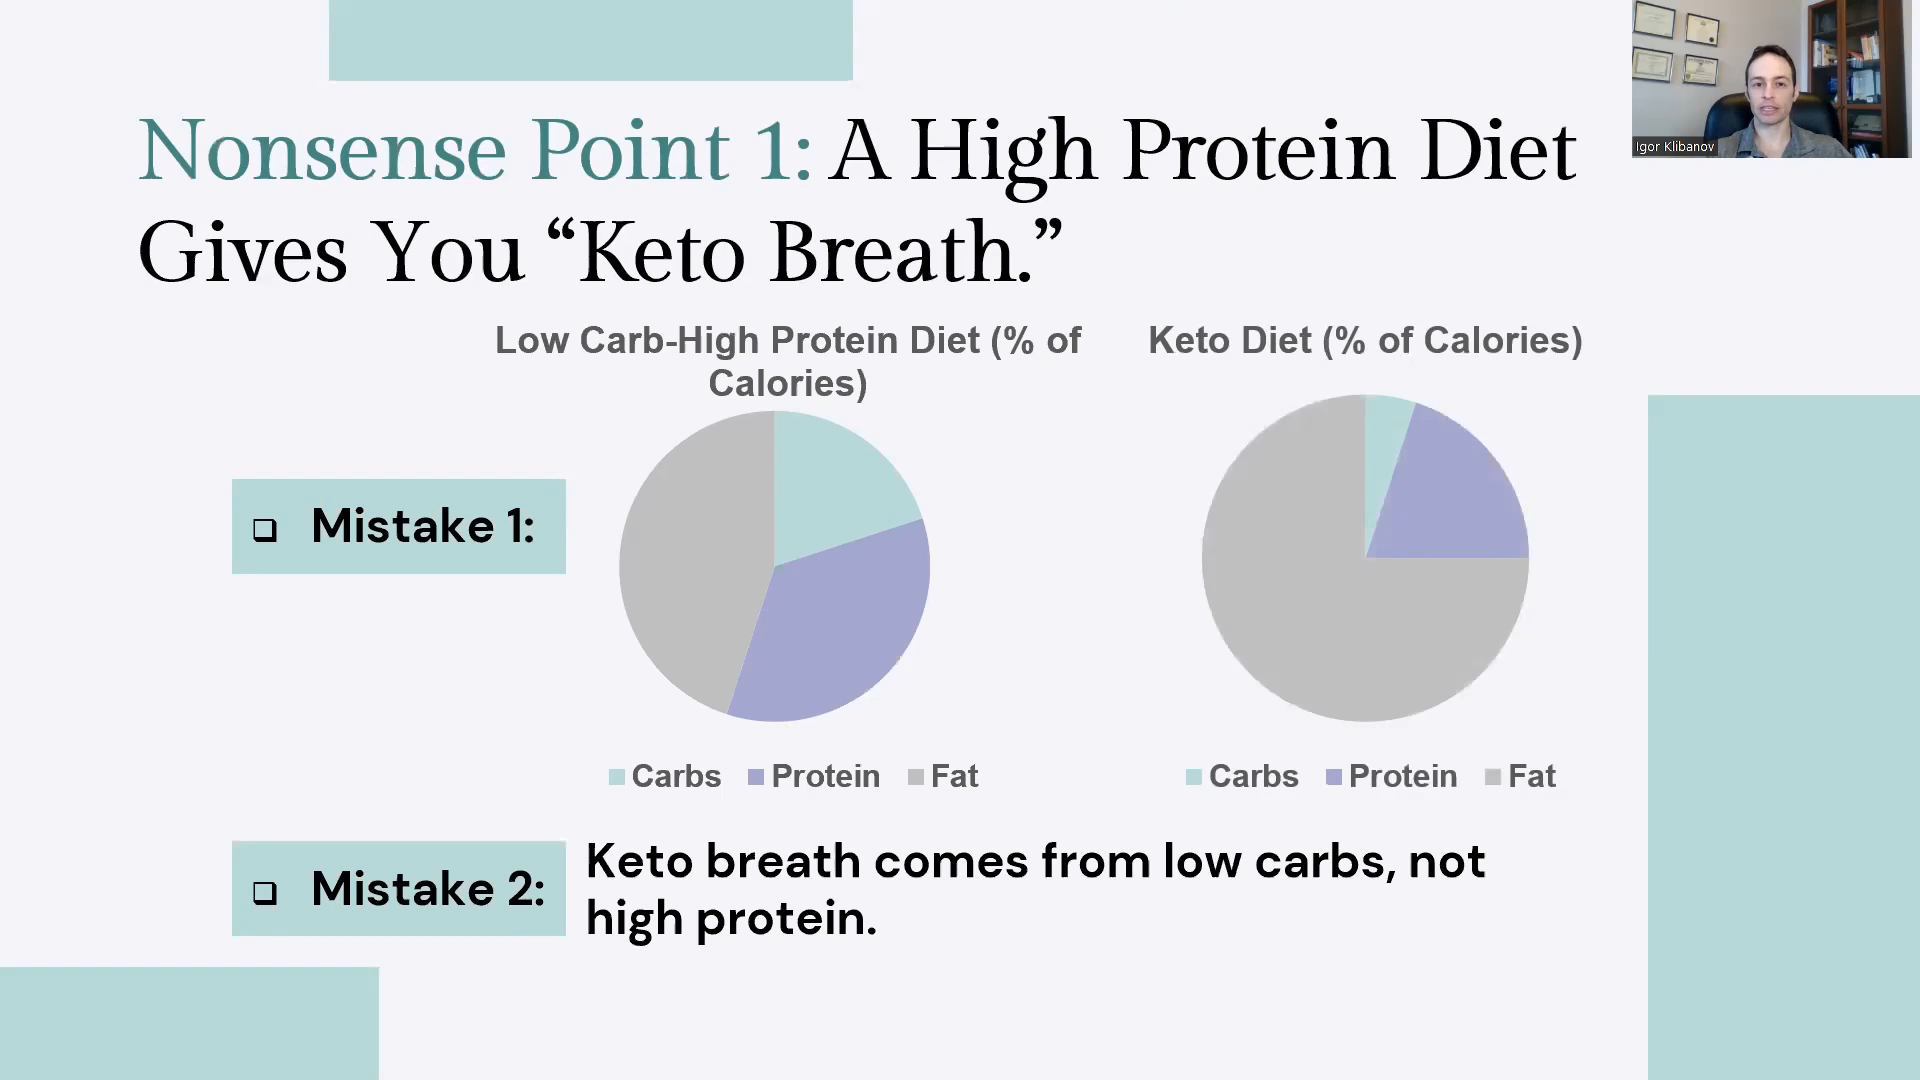 Nonsense Point 1: A High Protein Diet
Gives You “Keto Breath.”
Igor Klibanov
Low Carb-High Protein Diet (% of
Calories)
Keto Diet (% of Calories)
❑ Mistake 1:
Carbs Protein Fat
Carbs Protein Fat
❑ Mistake 2:
Keto breath comes from low carbs, not
high protein.